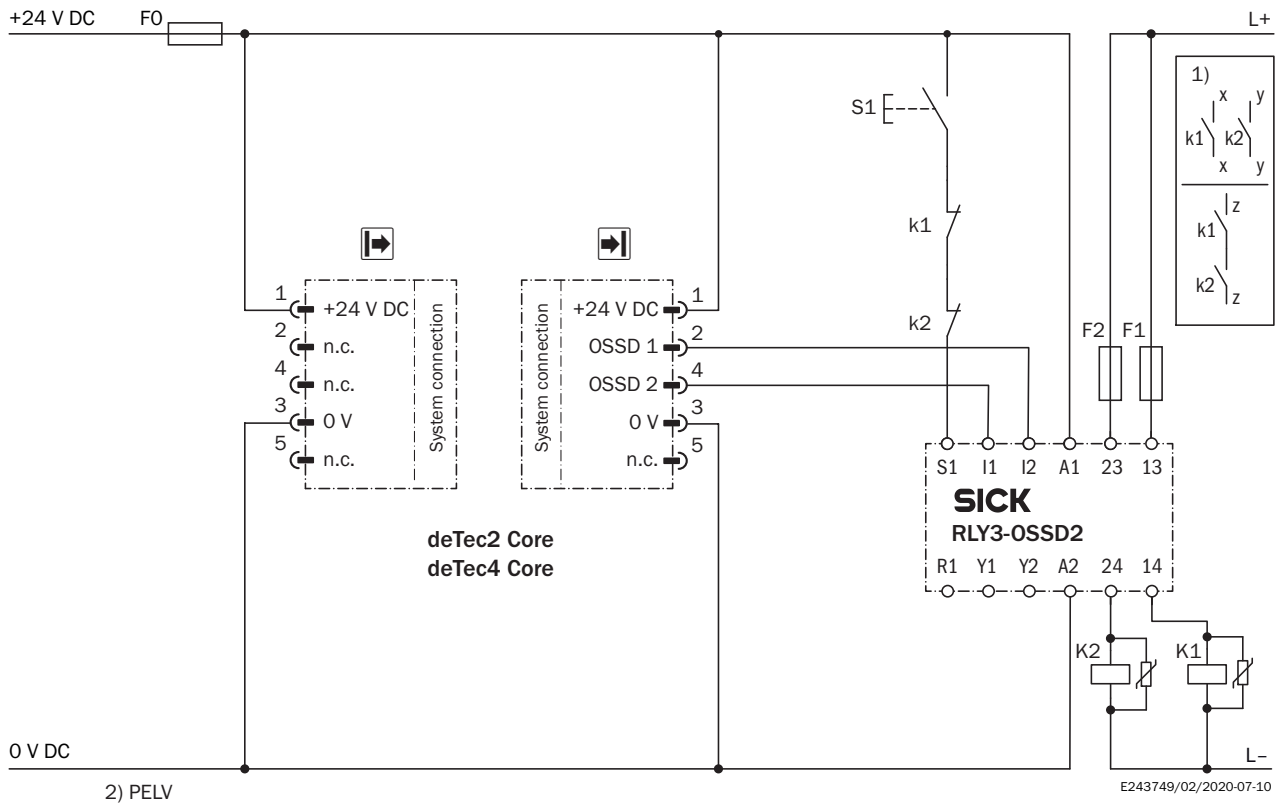 +24 V DC
F0
L+
1)
x y
k1 k2
x y
z
k1
k2
z
S1
k1
k2
F2 F1
1 +24 V DC
2 n.c.
4 n.c.
3 0 V
5 n.c.
System connection
System connection
+24 V DC 1
OSSD 1 2
OSSD 2 4
0 V 3
n.c. 5
deTec2 Core
deTec4 Core
S1 I1 I2 A1 23 13
SICK
RLY3-OSSD2
R1 Y1 Y2 A2 24 14
K2 K1
0 V DC
L–
2) PELV
E243749/02/2020-07-10